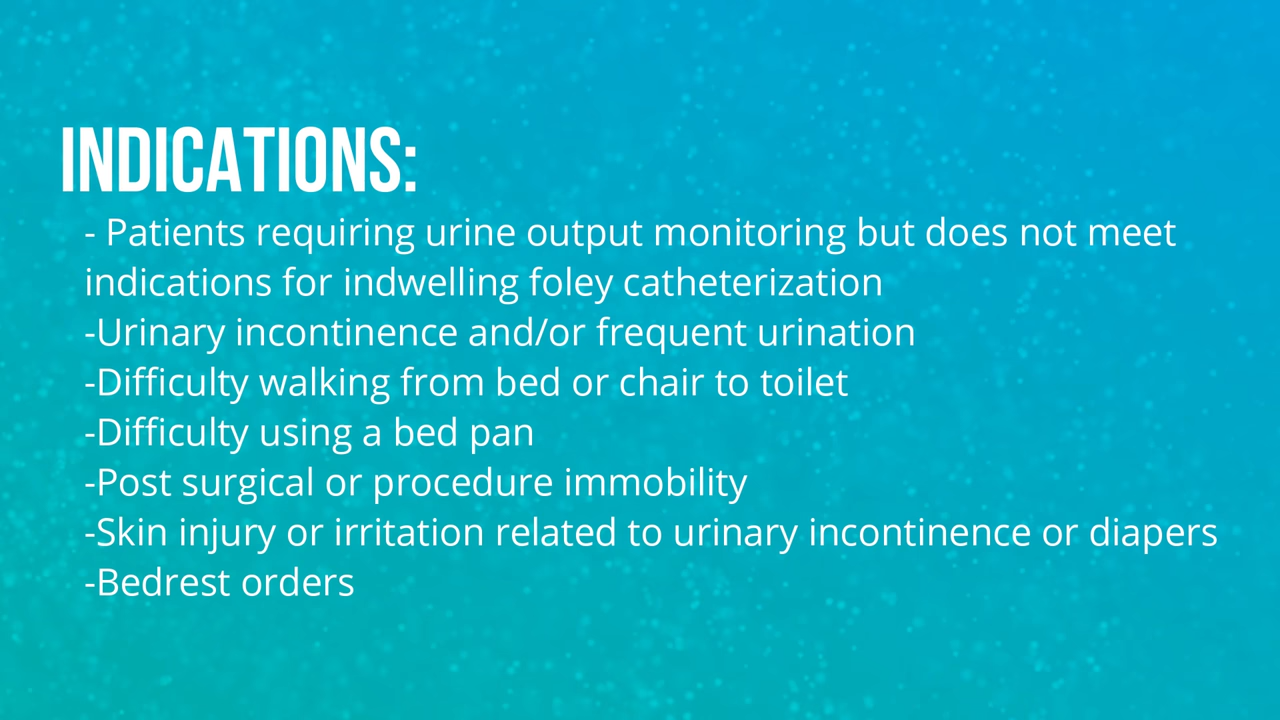 INDICATIONS:
- Patients requiring urine output monitoring but does not meet
indications for indwelling foley catheterization
-Urinary incontinence and/or frequent urination
-Difficulty walking from bed or chair to toilet
-Difficulty using a bed pan
-Post surgical or procedure immobility
-Skin injury or irritation related to urinary incontinence or diapers
-Bedrest orders